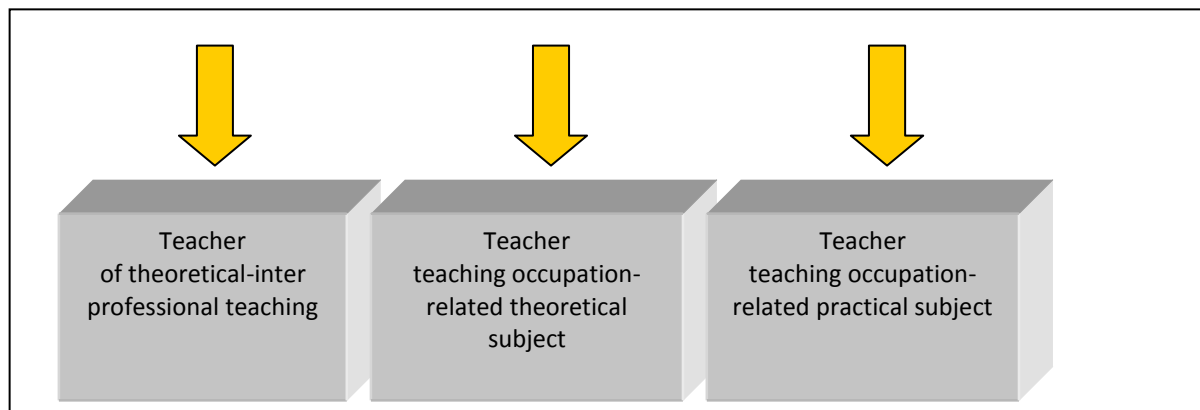 Teacher
of theoretical-inter
professional teaching
Teacher
teaching occupation-
related theoretical
subject
Teacher
teaching occupation-
related practical subject